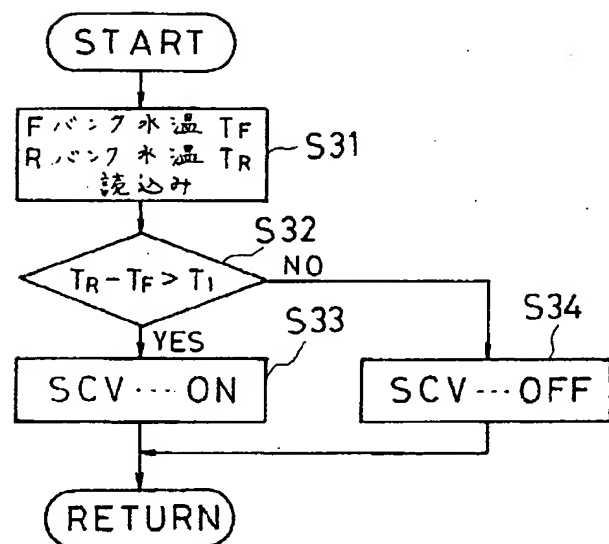 START
Fバンク水温 TF
Rバンク水温 TR
読込み
S31
S32
TR-TF>T1
NO
YES
S33
S34
SCV…ON
SCV…OFF
RETURN